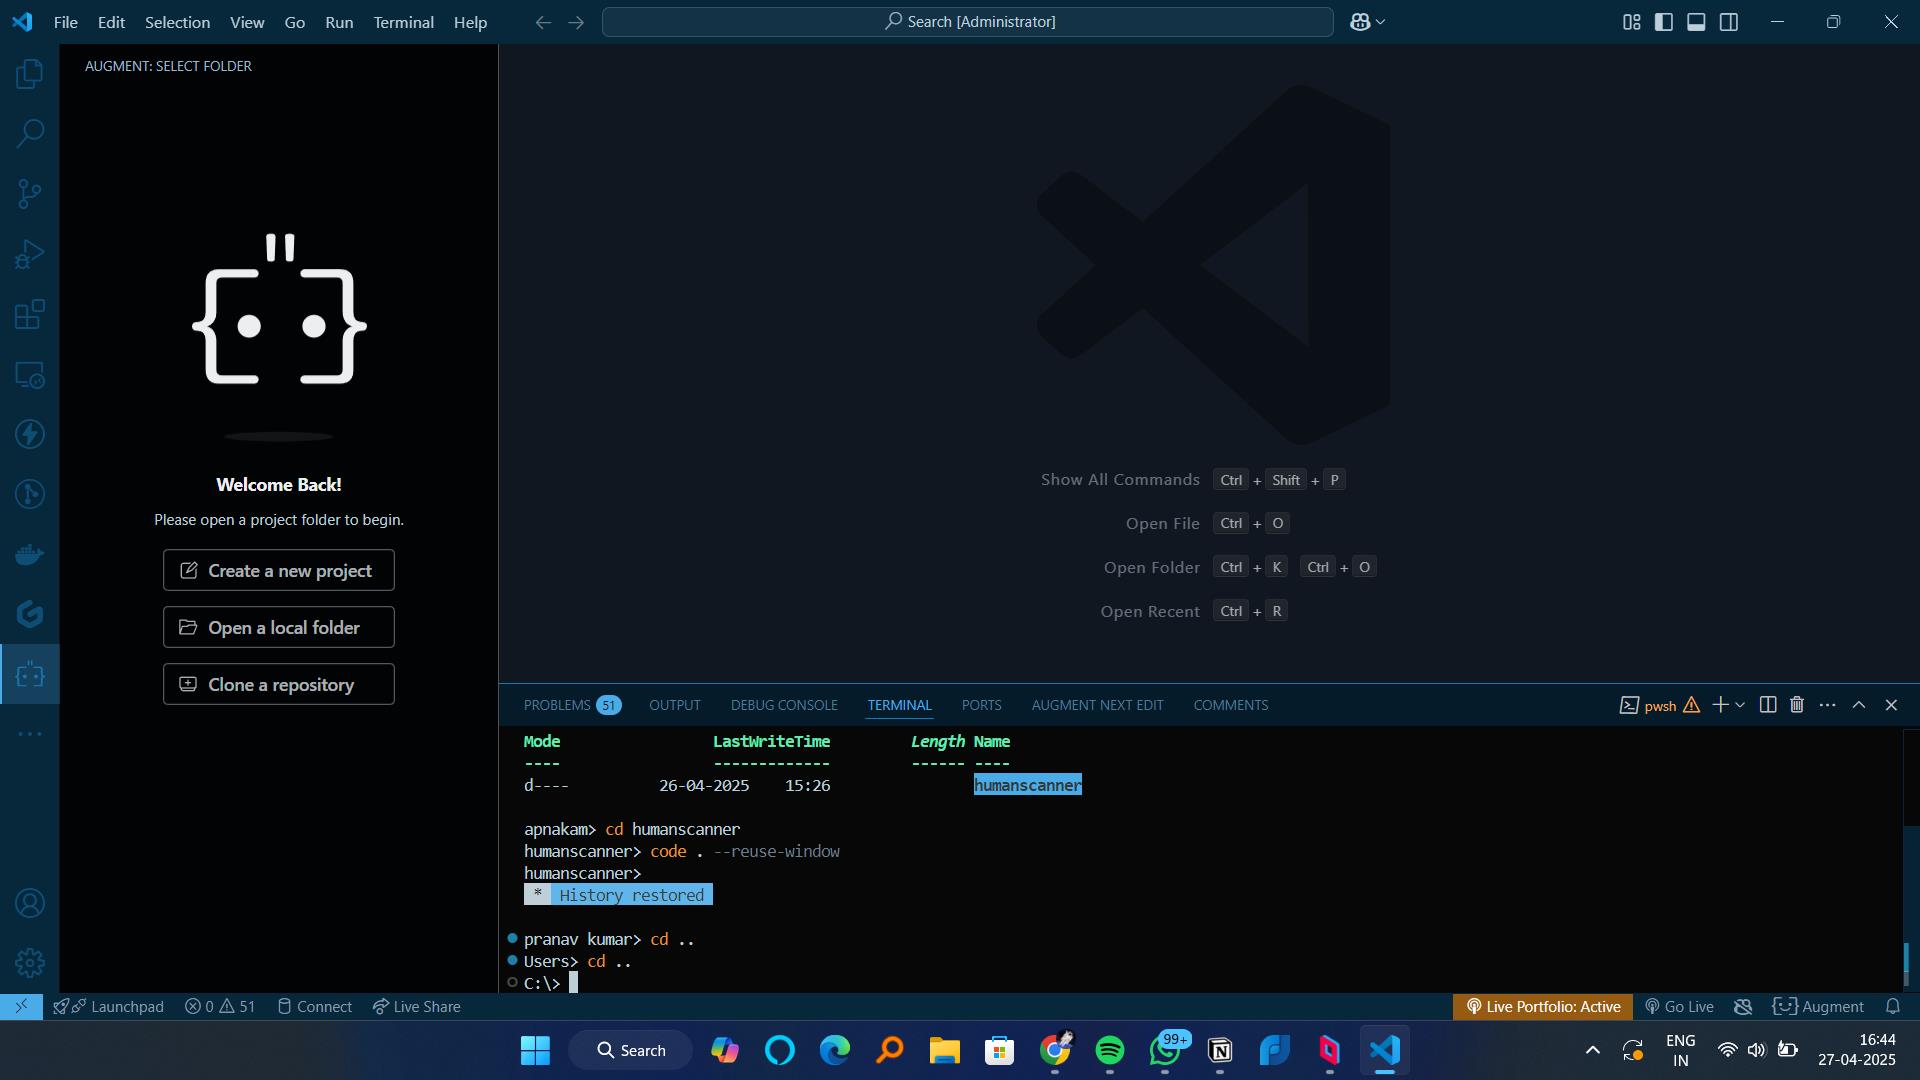 File Edit Selection View Go Run Terminal Help
Search [Administrator]
AUGMENT: SELECT FOLDER
Welcome Back!
Please open a project folder to begin.
Create a new project
Open a local folder
Clone a repository
Show All Commands Ctrl + Shift + P
Open File Ctrl + O
Open Folder Ctrl + K Ctrl + O
Open Recent Ctrl + R
PROBLEMS 51 OUTPUT DEBUG CONSOLE TERMINAL PORTS AUGMENT NEXT EDIT COMMENTS pwsh
Mode LastWriteTime Length Name
---- ------------- ------ ----
d---- 26-04-2025 15:26 humanscanner
apnakam> cd humanscanner
humanscanner> code . --reuse-window
humanscanner>
* History restored
pranav kumar> cd ..
Users> cd ..
C:\>
Launchpad 0 51 Connect Live Share Live Portfolio: Active Go Live Augment
Search 99+ ENG 16:44
IN 27-04-2025